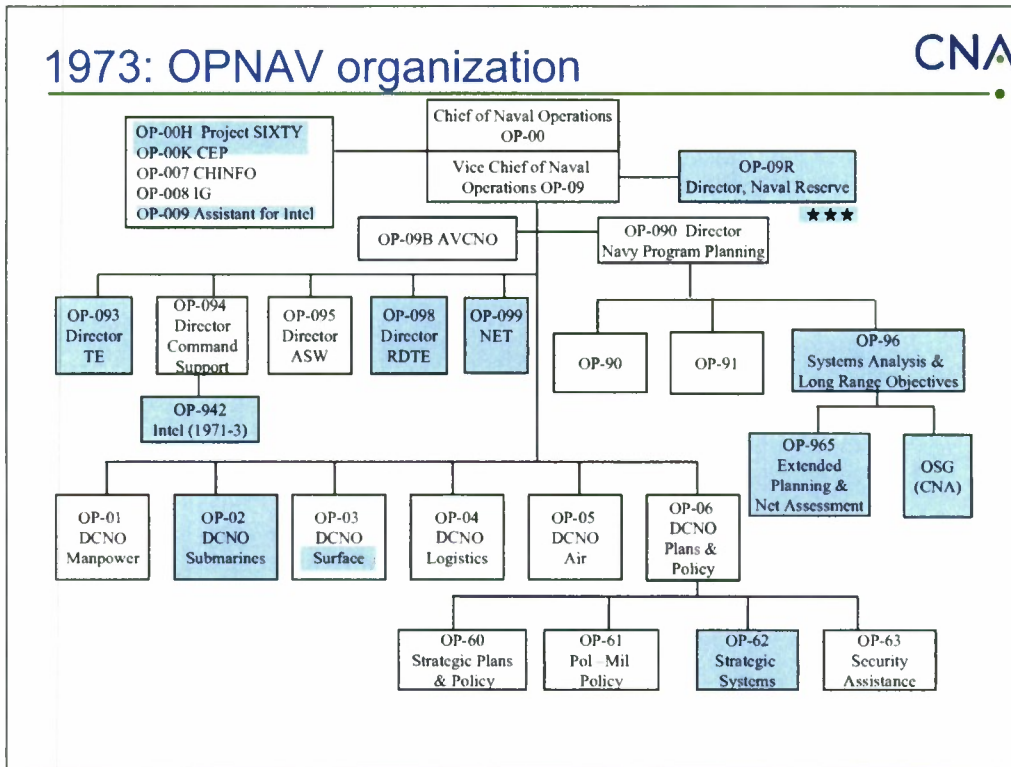 1973: OPNAV organization
CNA
OP-00H Project SIXTY
OP-00K CEP
OP-007 CHINFO
OP-008 IG
OP-009 Assistant for Intel
Chief of Naval Operations
OP-00
Vice Chief of Naval
Operations OP-09
OP-09R
Director, Naval Reserve
★★★
OP-09B AVCNO
OP-090 Director
Navy Program Planning
OP-093
Director
TE
OP-094
Director
Command
Support
OP-095
Director
ASW
OP-098
Director
RDTE
OP-099
NET
OP-90
OP-91
OP-96
Systems Analysis &
Long Range Objectives
OP-942
Intel (1971-3)
OP-965
Extended
Planning &
Net Assessment
OSG
(CNA)
OP-01
DCNO
Manpower
OP-02
DCNO
Submarines
OP-03
DCNO
Surface
OP-04
DCNO
Logistics
OP-05
DCNO
Air
OP-06
DCNO
Plans &
Policy
OP-60
Strategic Plans
& Policy
OP-61
Pol-Mil
Policy
OP-62
Strategic
Systems
OP-63
Security
Assistance